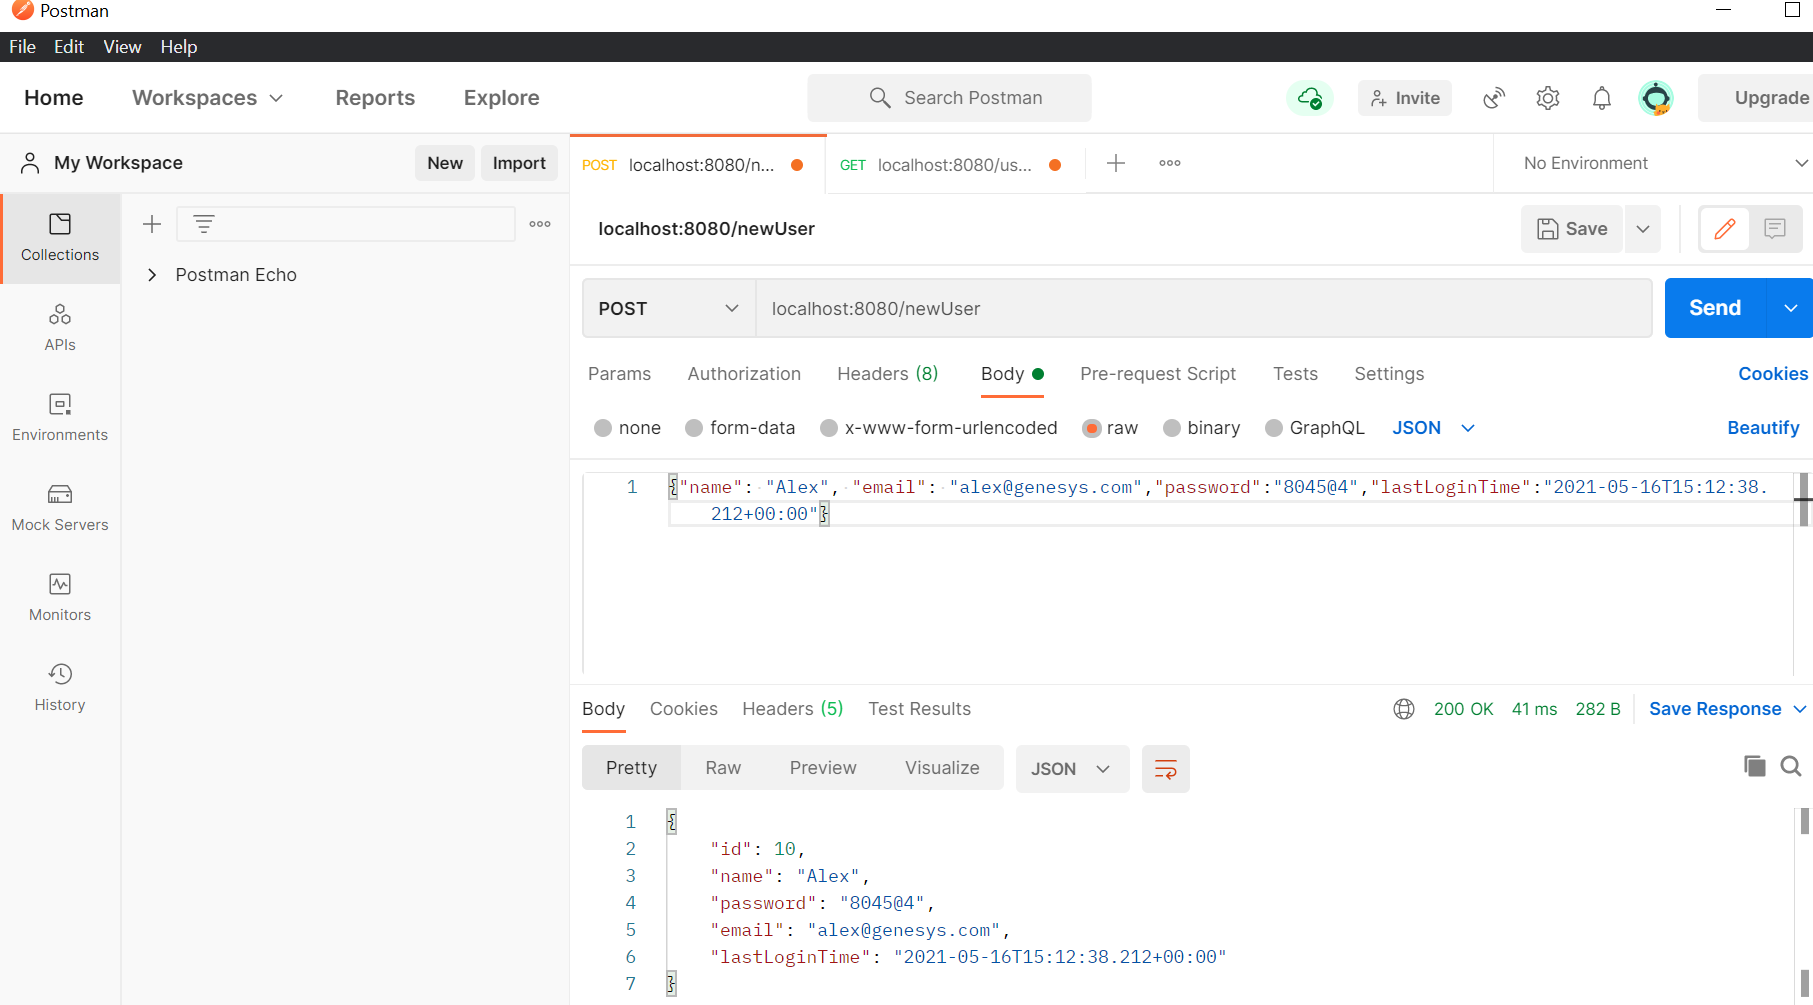 Postman
File Edit View Help
Home Workspaces Reports Explore Search Postman Invite Upgrade
My Workspace New Import
POST localhost:8080/n... GET localhost:8080/us... No Environment
Collections
APIs
Environments
Mock Servers
Monitors
History
Postman Echo
localhost:8080/newUser Save
POST localhost:8080/newUser Send
Params Authorization Headers (8) Body Pre-request Script Tests Settings Cookies
none form-data x-www-form-urlencoded raw binary GraphQL JSON Beautify
1 {"name": "Alex", "email": "alex@genesys.com","password":"8045@4","lastLoginTime":"2021-05-16T15:12:38.
212+00:00"}
Body Cookies Headers (5) Test Results 200 OK 41 ms 282 B Save Response
Pretty Raw Preview Visualize JSON
1 {
2 "id": 10,
3 "name": "Alex",
4 "password": "8045@4",
5 "email": "alex@genesys.com",
6 "lastLoginTime": "2021-05-16T15:12:38.212+00:00"
7 }